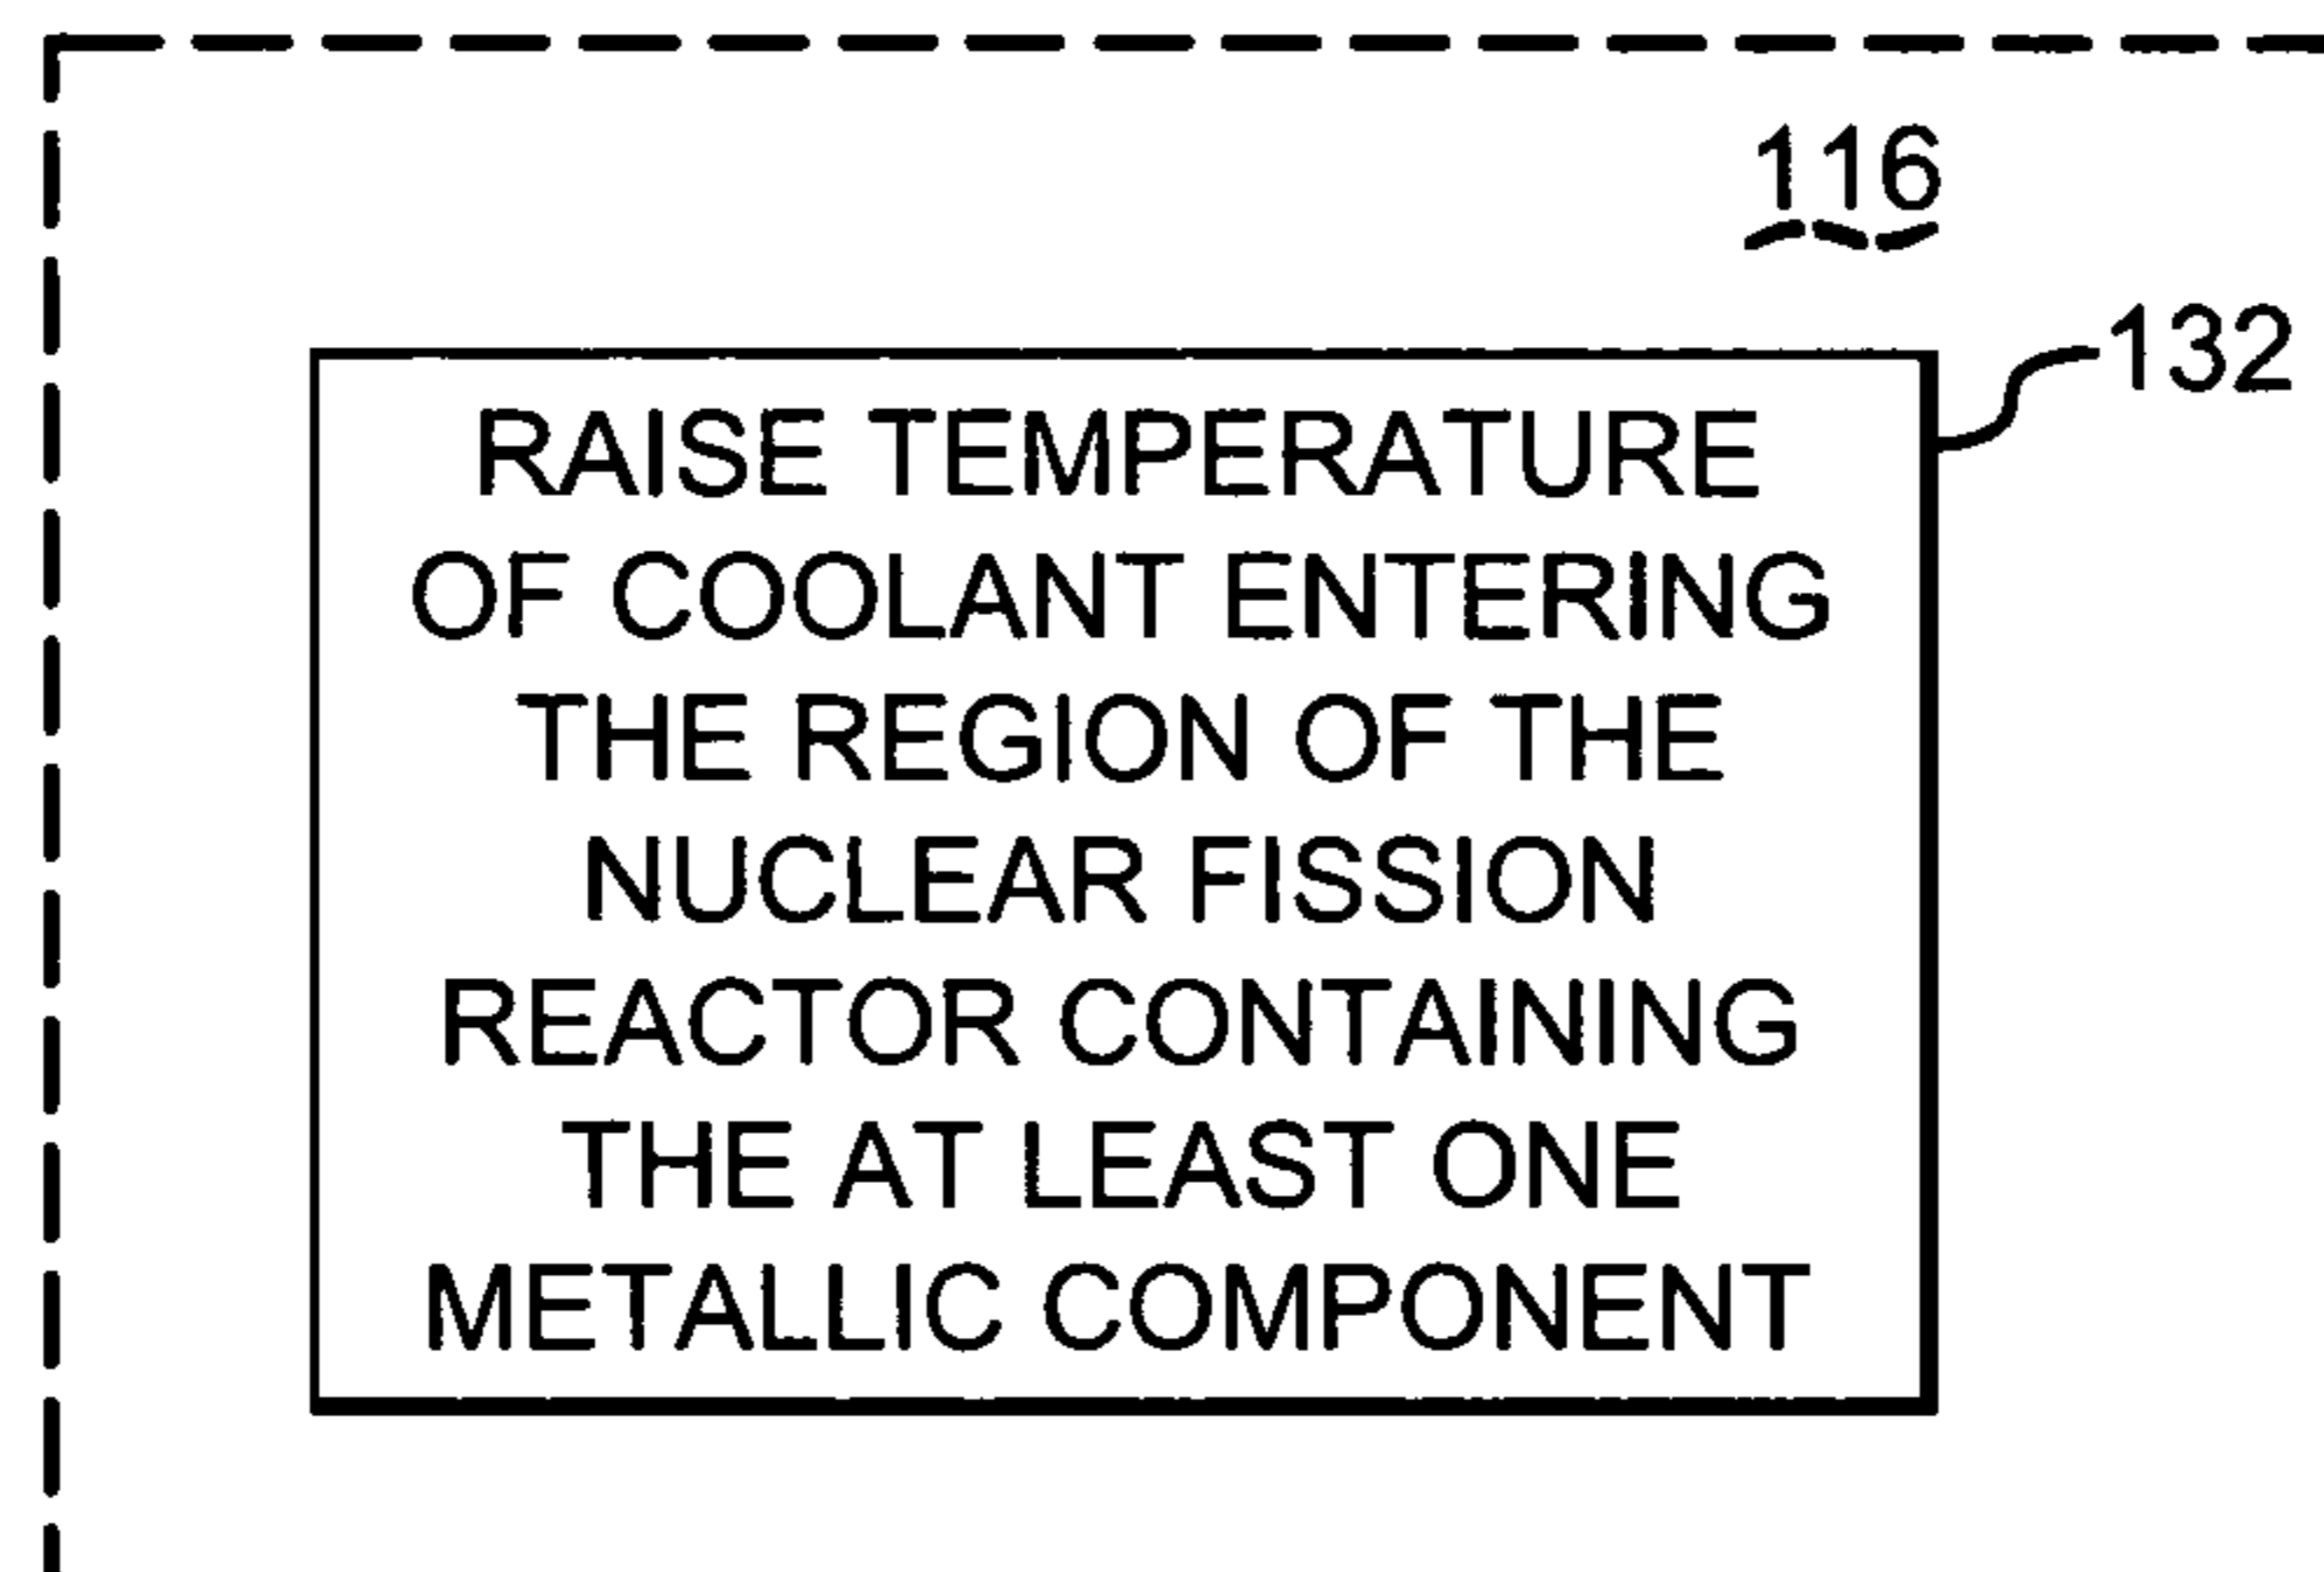 116
132
RAISE TEMPERATURE
OF COOLANT ENTERING
THE REGION OF THE
NUCLEAR FISSION
REACTOR CONTAINING
THE AT LEAST ONE
METALLIC COMPONENT